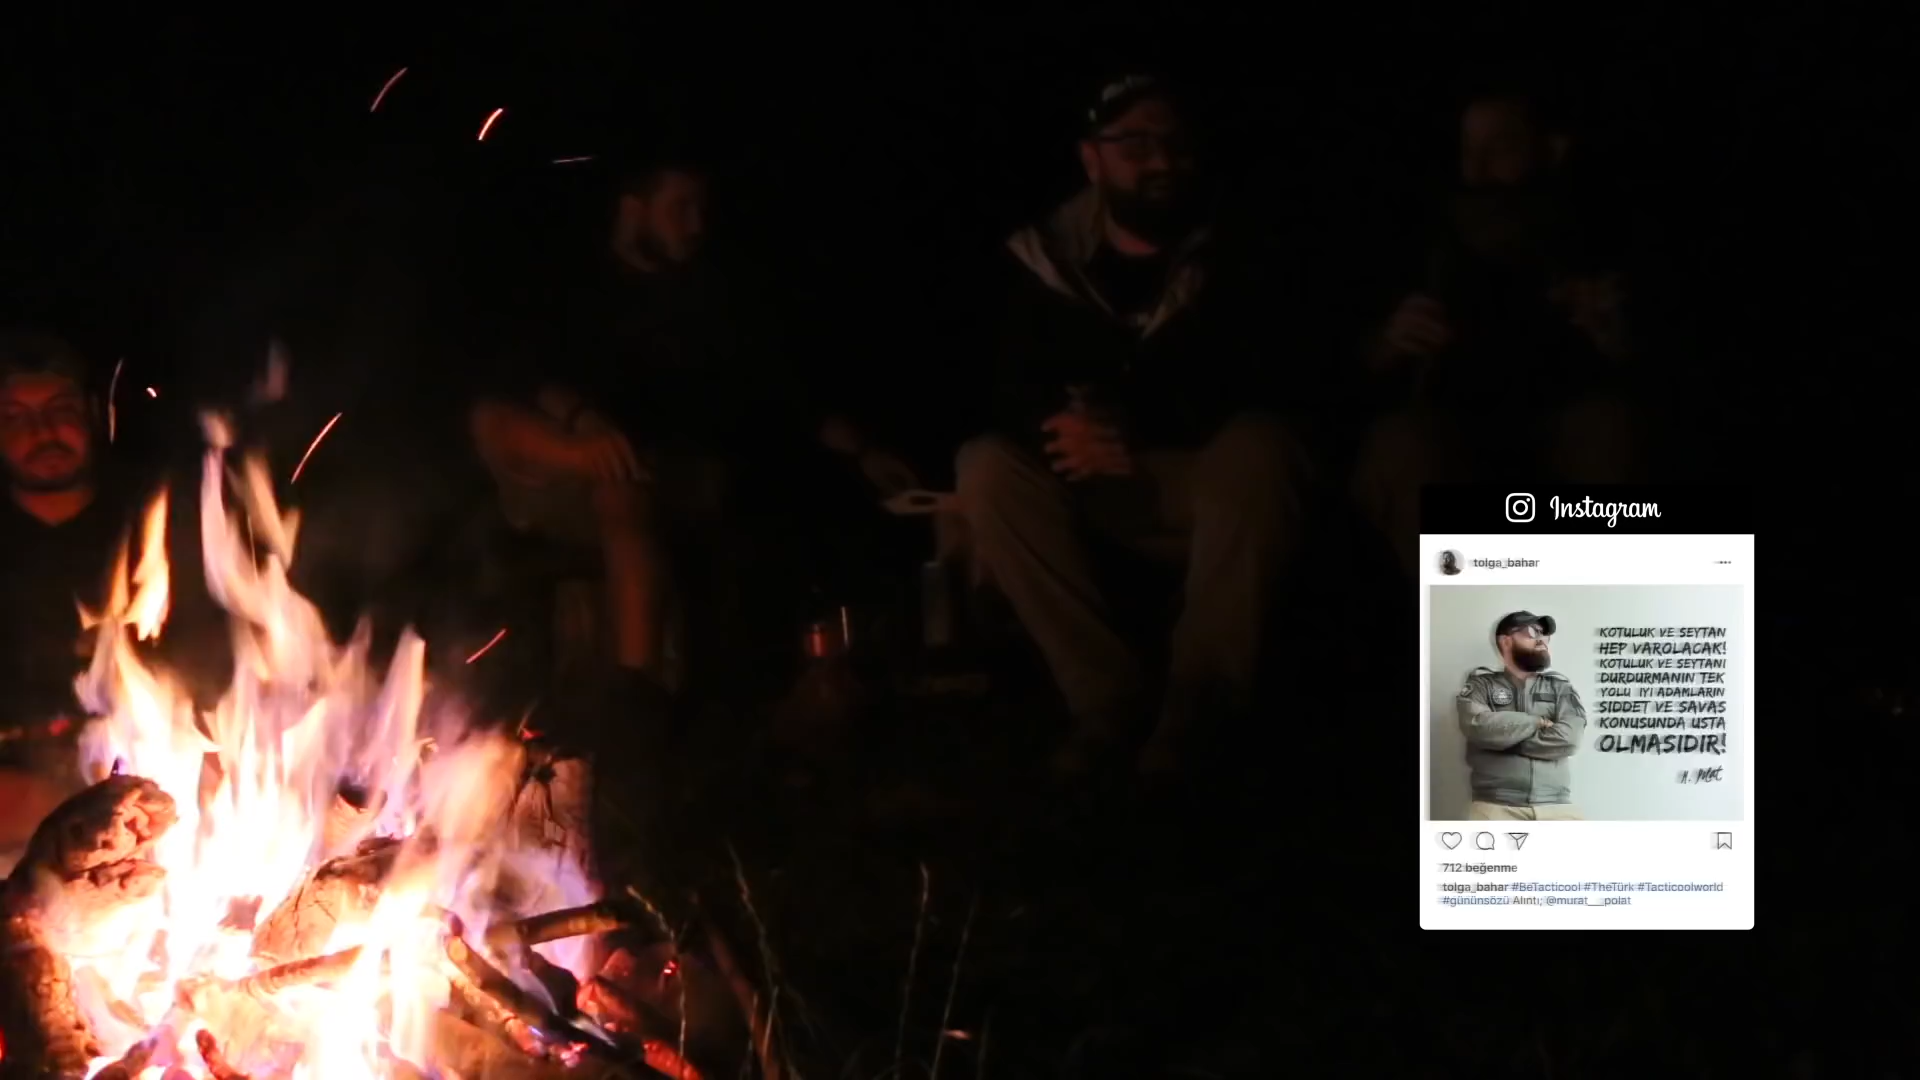 Instagram
tolga_bahar
KOTULUK VE SEYTAN
HEP VAROLACAK!
KOTULUK VE SEYTANI
DURDURMANIN TEK
YOLU IYI ADAMLARIN
SIDDET VE SAVAS
KONUSUNDA USTA
OLMASIDIR!
M. Polat
712 beğenme
tolga_bahar #BeTacticool #TheTürk #Tacticoolworld
#gününsözü Alıntı; @murat__polat